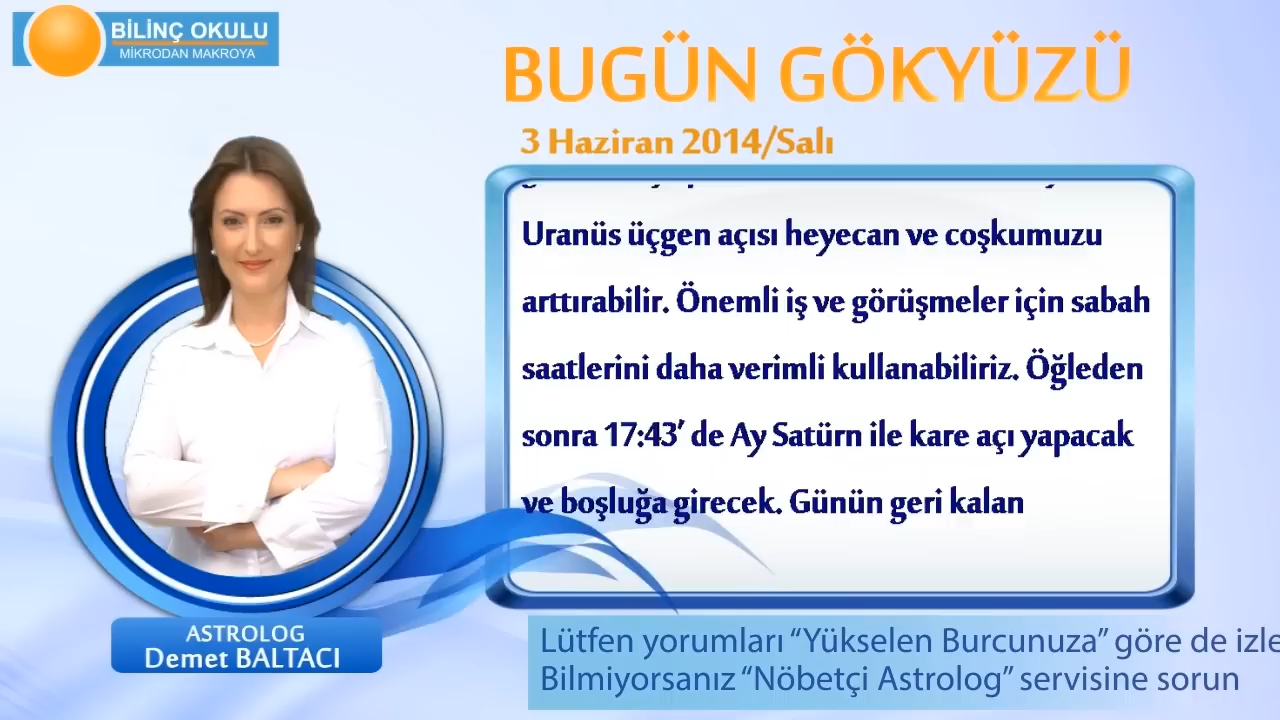 BİLİNÇ OKULU
MİKRODAN MAKROYA
BUGÜN GÖKYÜZÜ
3 Haziran 2014/Salı
Uranüs üçgen açısı heyecan ve coşkumuzu
arttırabilir. Önemli iş ve görüşmeler için sabah
saatlerini daha verimli kullanabiliriz. Öğleden
sonra 17:43’ de Ay Satürn ile kare açı yapacak
ve boşluğa girecek. Günün geri kalan
ASTROLOG
Demet BALTACI
Lütfen yorumları “Yükselen Burcunuza” göre de izle
Bilmiyorsanız “Nöbetçi Astrolog” servisine sorun